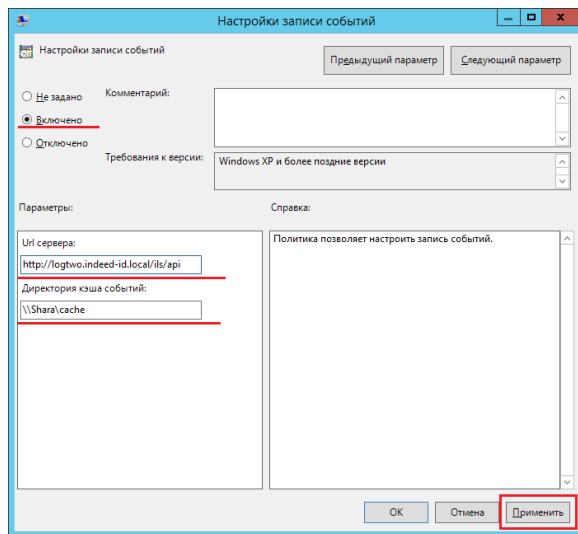 Настройки записи событий
Настройки записи событий
Предыдущий параметр
Следующий параметр
Не задано
Комментарий:
Включено
Отключено
Требования к версии:
Windows XP и более поздние версии
Параметры:
Справка:
Url сервера:
http://logtwo.indeed-id.local/ils/api
Директория кэша событий:
\\Shara\cache
Политика позволяет настроить запись событий.
ОК
Отмена
Применить